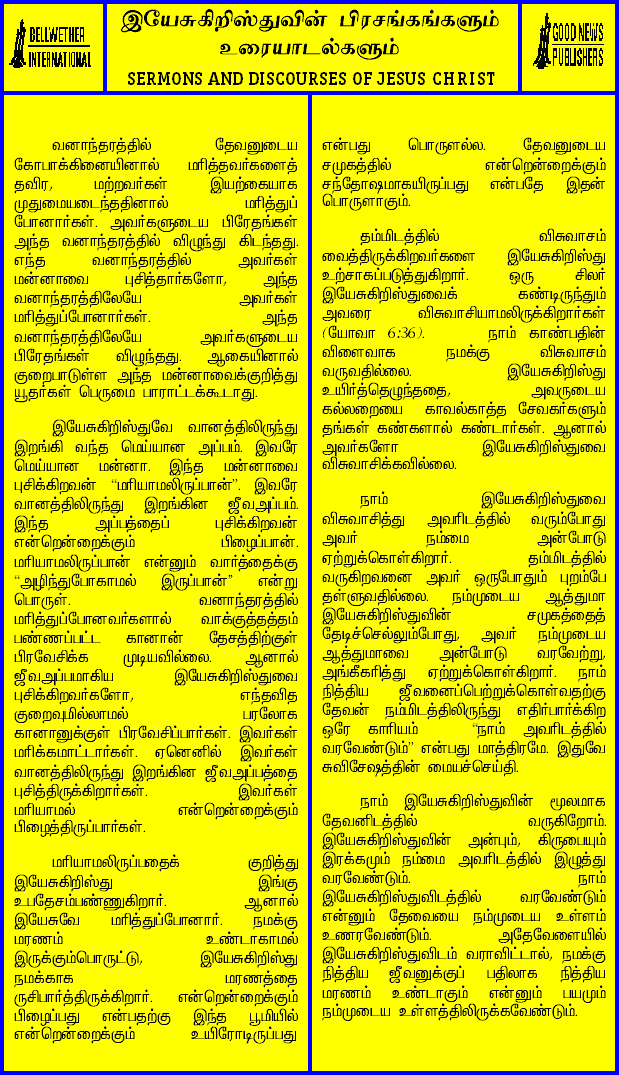 BELLWETHER
INTERNATIONAL
இயேசுகிறிஸ்துவின் பிரசங்கங்களும்
உரையாடல்களும்
SERMONS AND DISCOURSES OF JESUS CHRIST
GOOD NEWS
PUBLISHERS
வனாந்தரத்தில் தேவனுடைய
கோபாக்கினையினால் மரித்தவர்களைத்
தவிர, மற்றவர்கள் இயற்கையாக
முதுமையடைந்ததினால் மரித்துப்
போனார்கள். அவர்களுடைய பிரேதங்கள்
அந்த வனாந்தரத்தில் விழுந்து கிடந்தது.
எந்த வனாந்தரத்தில் அவர்கள்
மன்னாவை புசித்தார்களோ, அந்த
வனாந்தரத்திலேயே அவர்கள்
மரித்துப்போனார்கள். அந்த
வனாந்தரத்திலேயே அவர்களுடைய
பிரேதங்கள் விழுந்தது. ஆகையினால்
குறைபாடுள்ள அந்த மன்னாவைக்குறித்து
யூதர்கள் பெருமை பாராட்டக்கூடாது.
இயேசுகிறிஸ்துவே வானத்திலிருந்து
இறங்கி வந்த மெய்யான அப்பம். இவரே
மெய்யான மன்னா. இந்த மன்னாவை
புசிக்கிறவன் “மரியாமலிருப்பான்”. இவரே
வானத்திலிருந்து இறங்கின ஜீவஅப்பம்.
இந்த அப்பத்தைப் புசிக்கிறவன்
என்றென்றைக்கும் பிழைப்பான்.
மரியாமலிருப்பான் என்னும் வார்த்தைக்கு
“அழிந்துபோகாமல் இருப்பான்” என்று
பொருள். வனாந்தரத்தில்
மரித்துப்போனவர்களால் வாக்குத்தத்தம்
பண்ணப்பட்ட கானான் தேசத்திற்குள்
பிரவேசிக்க முடியவில்லை. ஆனால்
ஜீவஅப்பமாகிய இயேசுகிறிஸ்துவை
புசிக்கிறவர்களோ, எந்தவித
குறைவுமில்லாமல் பரலோக
கானானுக்குள் பிரவேசிப்பார்கள். இவர்கள்
மரிக்கமாட்டார்கள். ஏனெனில் இவர்கள்
வானத்திலிருந்து இறங்கின ஜீவஅப்பத்தை
புசித்திருக்கிறார்கள். இவர்கள்
மரியாமல் என்றென்றைக்கும்
பிழைத்திருப்பார்கள்.
மரியாமலிருப்பதைக் குறித்து
இயேசுகிறிஸ்து இங்கு
உபதேசம்பண்ணுகிறார். ஆனால்
இயேசுவே மரித்துப்போனார். நமக்கு
மரணம் உண்டாகாமல்
இருக்கும்பொருட்டு, இயேசுகிறிஸ்து
நமக்காக மரணத்தை
ருசிபார்த்திருக்கிறார். என்றென்றைக்கும்
பிழைப்பது என்பதற்கு இந்த பூமியில்
என்றென்றைக்கும் உயிரோடிருப்பது
என்பது பொருளல்ல. தேவனுடைய
சமுகத்தில் என்றென்றைக்கும்
சந்தோஷமாகயிருப்பது என்பதே இதன்
பொருளாகும்.
தம்மிடத்தில் விசுவாசம்
வைத்திருக்கிறவர்களை இயேசுகிறிஸ்து
உற்சாகப்படுத்துகிறார். ஒரு சிலர்
இயேசுகிறிஸ்துவைக் கண்டிருந்தும்
அவரை விசுவாசியாமலிருக்கிறார்கள்
(யோவா 6:36). நாம் காண்பதின்
விளைவாக நமக்கு விசுவாசம்
வருவதில்லை. இயேசுகிறிஸ்து
உயிர்த்தெழுந்ததை, அவருடைய
கல்லறையை காவல்காத்த சேவகர்களும்
தங்கள் கண்களால் கண்டார்கள். ஆனால்
அவர்களோ இயேசுகிறிஸ்துவை
விசுவாசிக்கவில்லை.
நாம் இயேசுகிறிஸ்துவை
விசுவாசித்து அவரிடத்தில் வரும்போது
அவர் நம்மை அன்போடு
ஏற்றுக்கொள்கிறார். தம்மிடத்தில்
வருகிறவனை அவர் ஒருபோதும் புறம்பே
தள்ளுவதில்லை. நம்முடைய ஆத்துமா
இயேசுகிறிஸ்துவின் சமுகத்தைத்
தேடிச்செல்லும்போது, அவர் நம்முடைய
ஆத்துமாவை அன்போடு வரவேற்று,
அங்கீகரித்து ஏற்றுக்கொள்கிறார். நாம்
நித்திய ஜீவனைப்பெற்றுக்கொள்வதற்கு
தேவன் நம்மிடத்திலிருந்து எதிர்பார்க்கிற
ஒரே காரியம் “நாம் அவரிடத்தில்
வரவேண்டும்” என்பது மாத்திரமே. இதுவே
சுவிசேஷத்தின் மையச்செய்தி.
நாம் இயேசுகிறிஸ்துவின் மூலமாக
தேவனிடத்தில் வருகிறோம்.
இயேசுகிறிஸ்துவின் அன்பும், கிருபையும்
இரக்கமும் நம்மை அவரிடத்தில் இழுத்து
வரவேண்டும். நாம்
இயேசுகிறிஸ்துவிடத்தில் வரவேண்டும்
என்னும் தேவையை நம்முடைய உள்ளம்
உணரவேண்டும். அதேவேளையில்
இயேசுகிறிஸ்துவிடம் வராவிட்டால், நமக்கு
நித்திய ஜீவனுக்குப் பதிலாக நித்திய
மரணம் உண்டாகும் என்னும் பயமும்
நம்முடைய உள்ளத்திலிருக்கவேண்டும்.